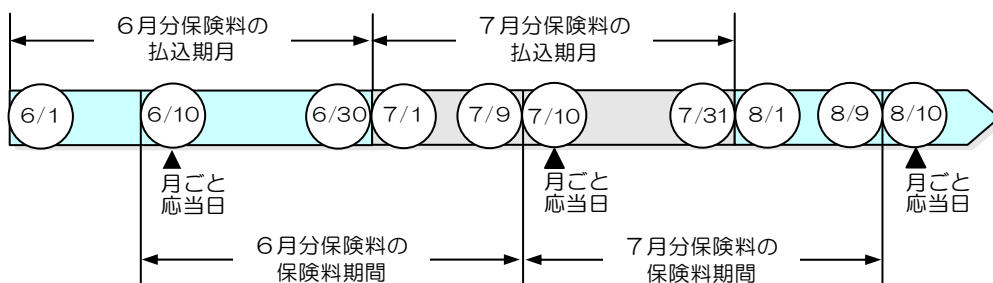 ６月分保険料の
払込期月
７月分保険料の
払込期月
6/1
6/10
6/30
7/1
7/9
7/10
7/31
8/1
8/9
8/10
月ごと
応当日
月ごと
応当日
月ごと
応当日
６月分保険料の
保険料期間
７月分保険料の
保険料期間